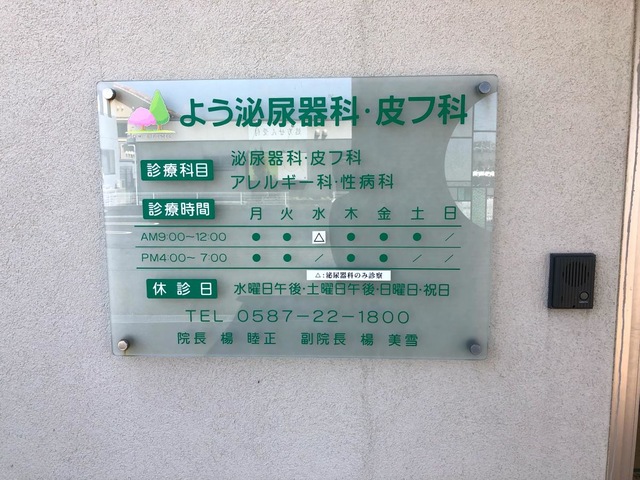 よう泌尿器科・皮フ科
診療科目 泌尿器科・皮フ科
アレルギー科・性病科
診療時間 月 火 水 木 金 土 日
AM9:00～12:00 ● ● △ ● ● ● ／
PM4:00～ 7:00 ● ● ／ ● ● ／ ／
△:泌尿器科のみ診察
休診日 水曜日午後・土曜日午後・日曜日・祝日
TEL 0587-22-1800
院長 楊 睦正 副院長 楊 美雪